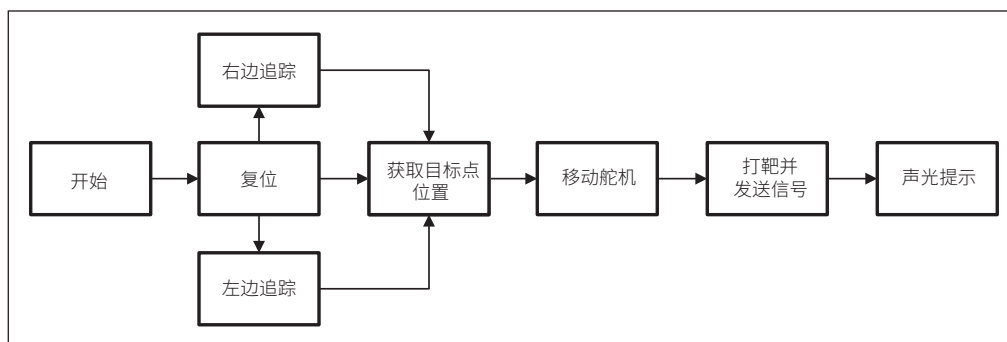 右边追踪
开始
复位
获取目标点
位置
移动舵机
打靶并
发送信号
声光提示
左边追踪